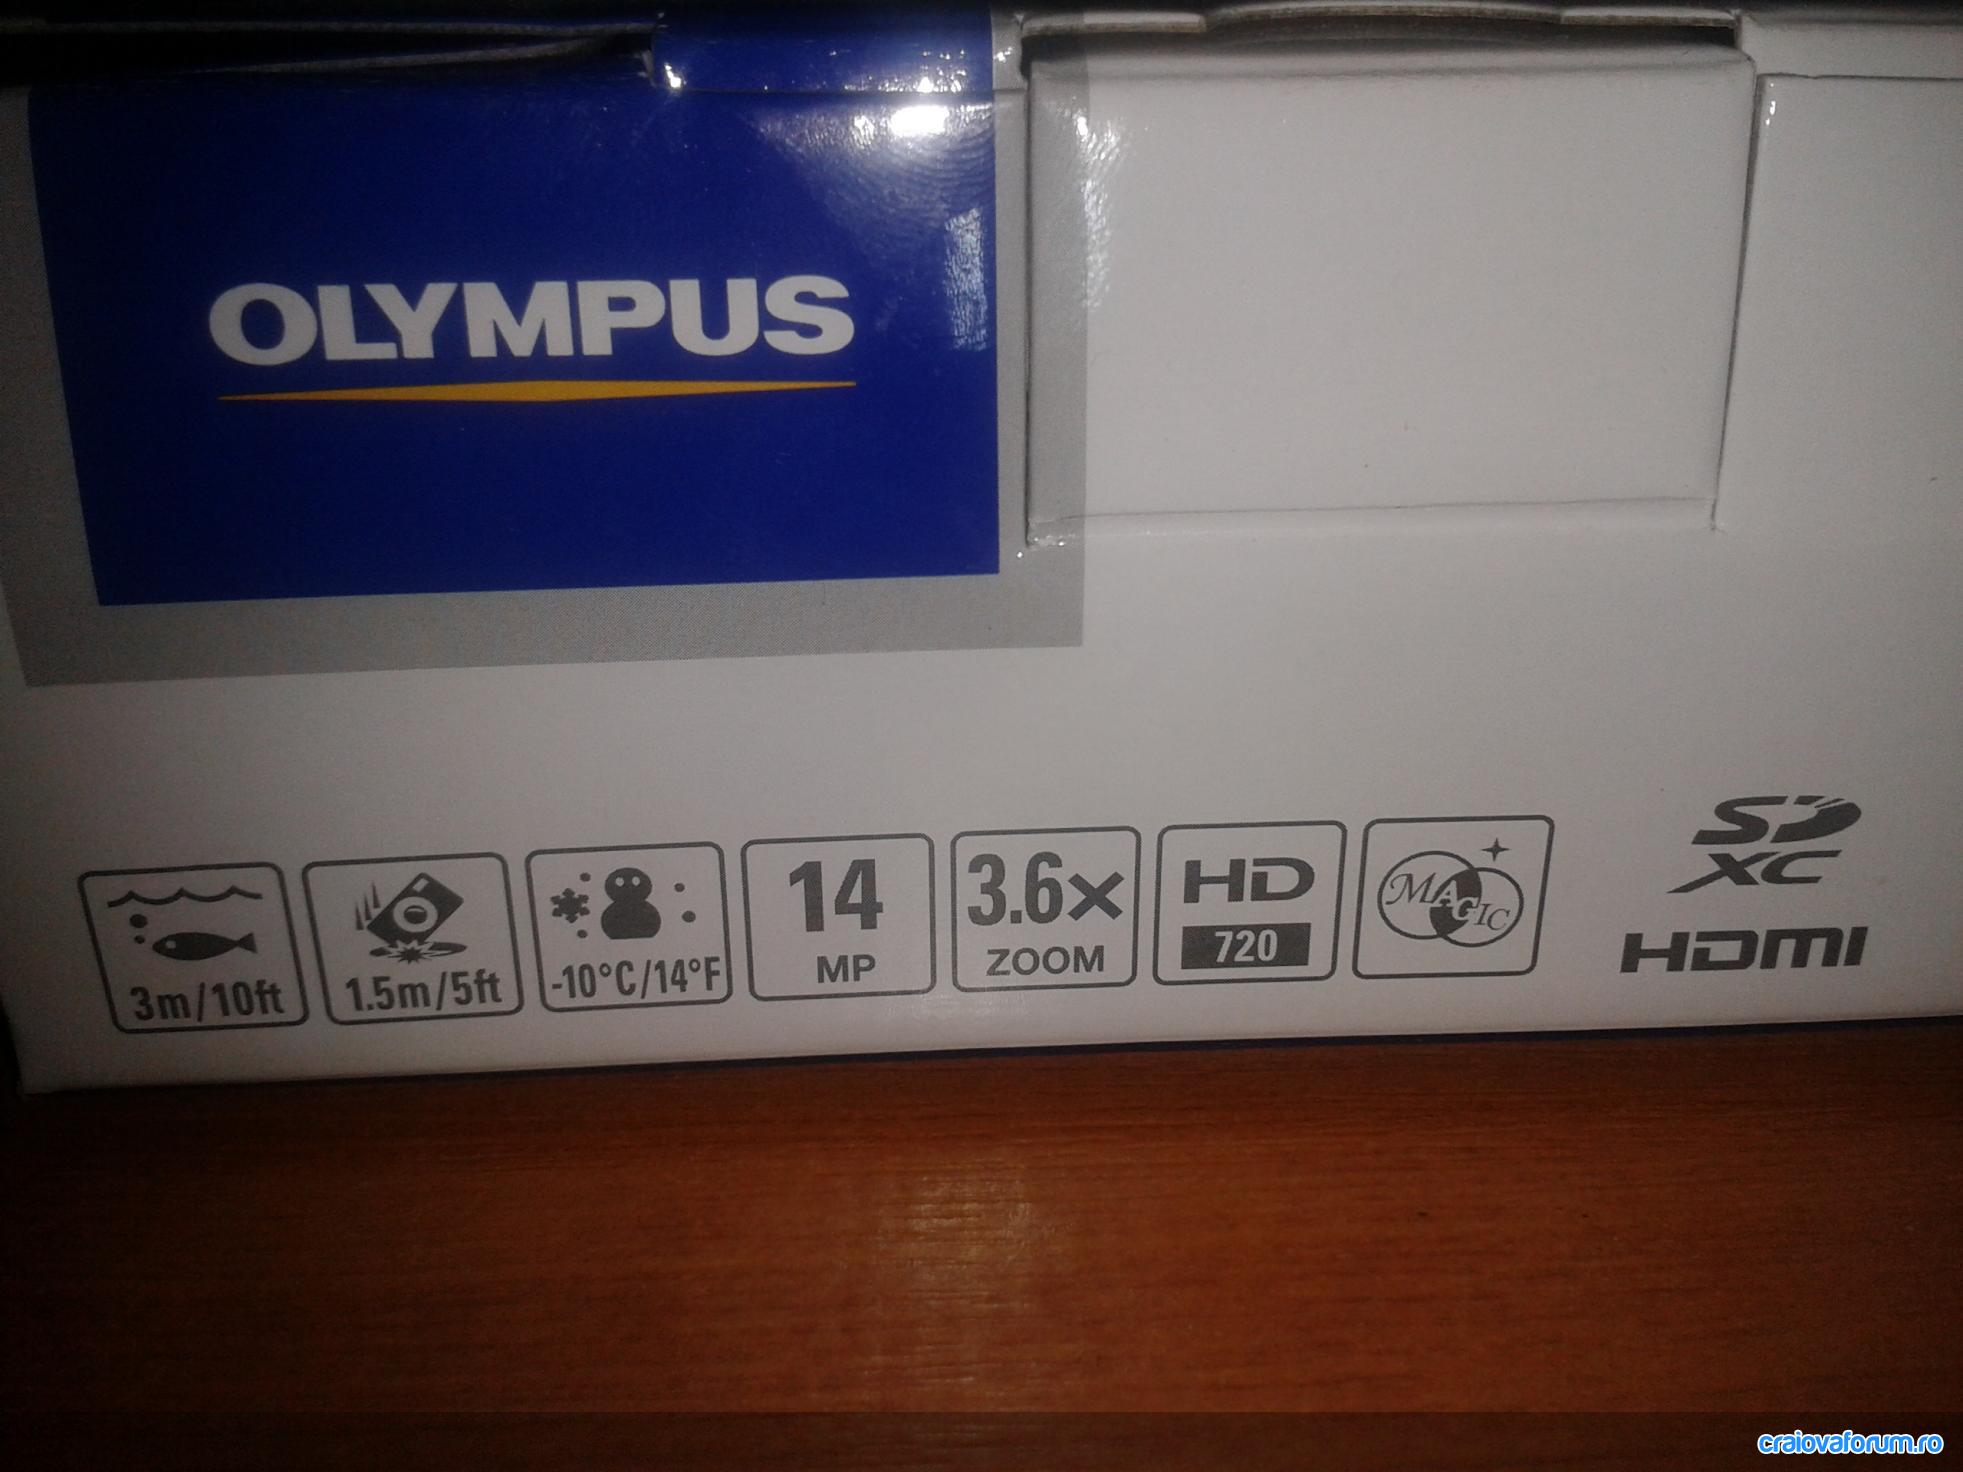 OLYMPUS
3m/10ft
1.5m/5ft
-10°C/14°F
14
MP
3.6×
ZOOM
HD
720
MAGIC
SD
XC
HDMI
craiovaforum.ro